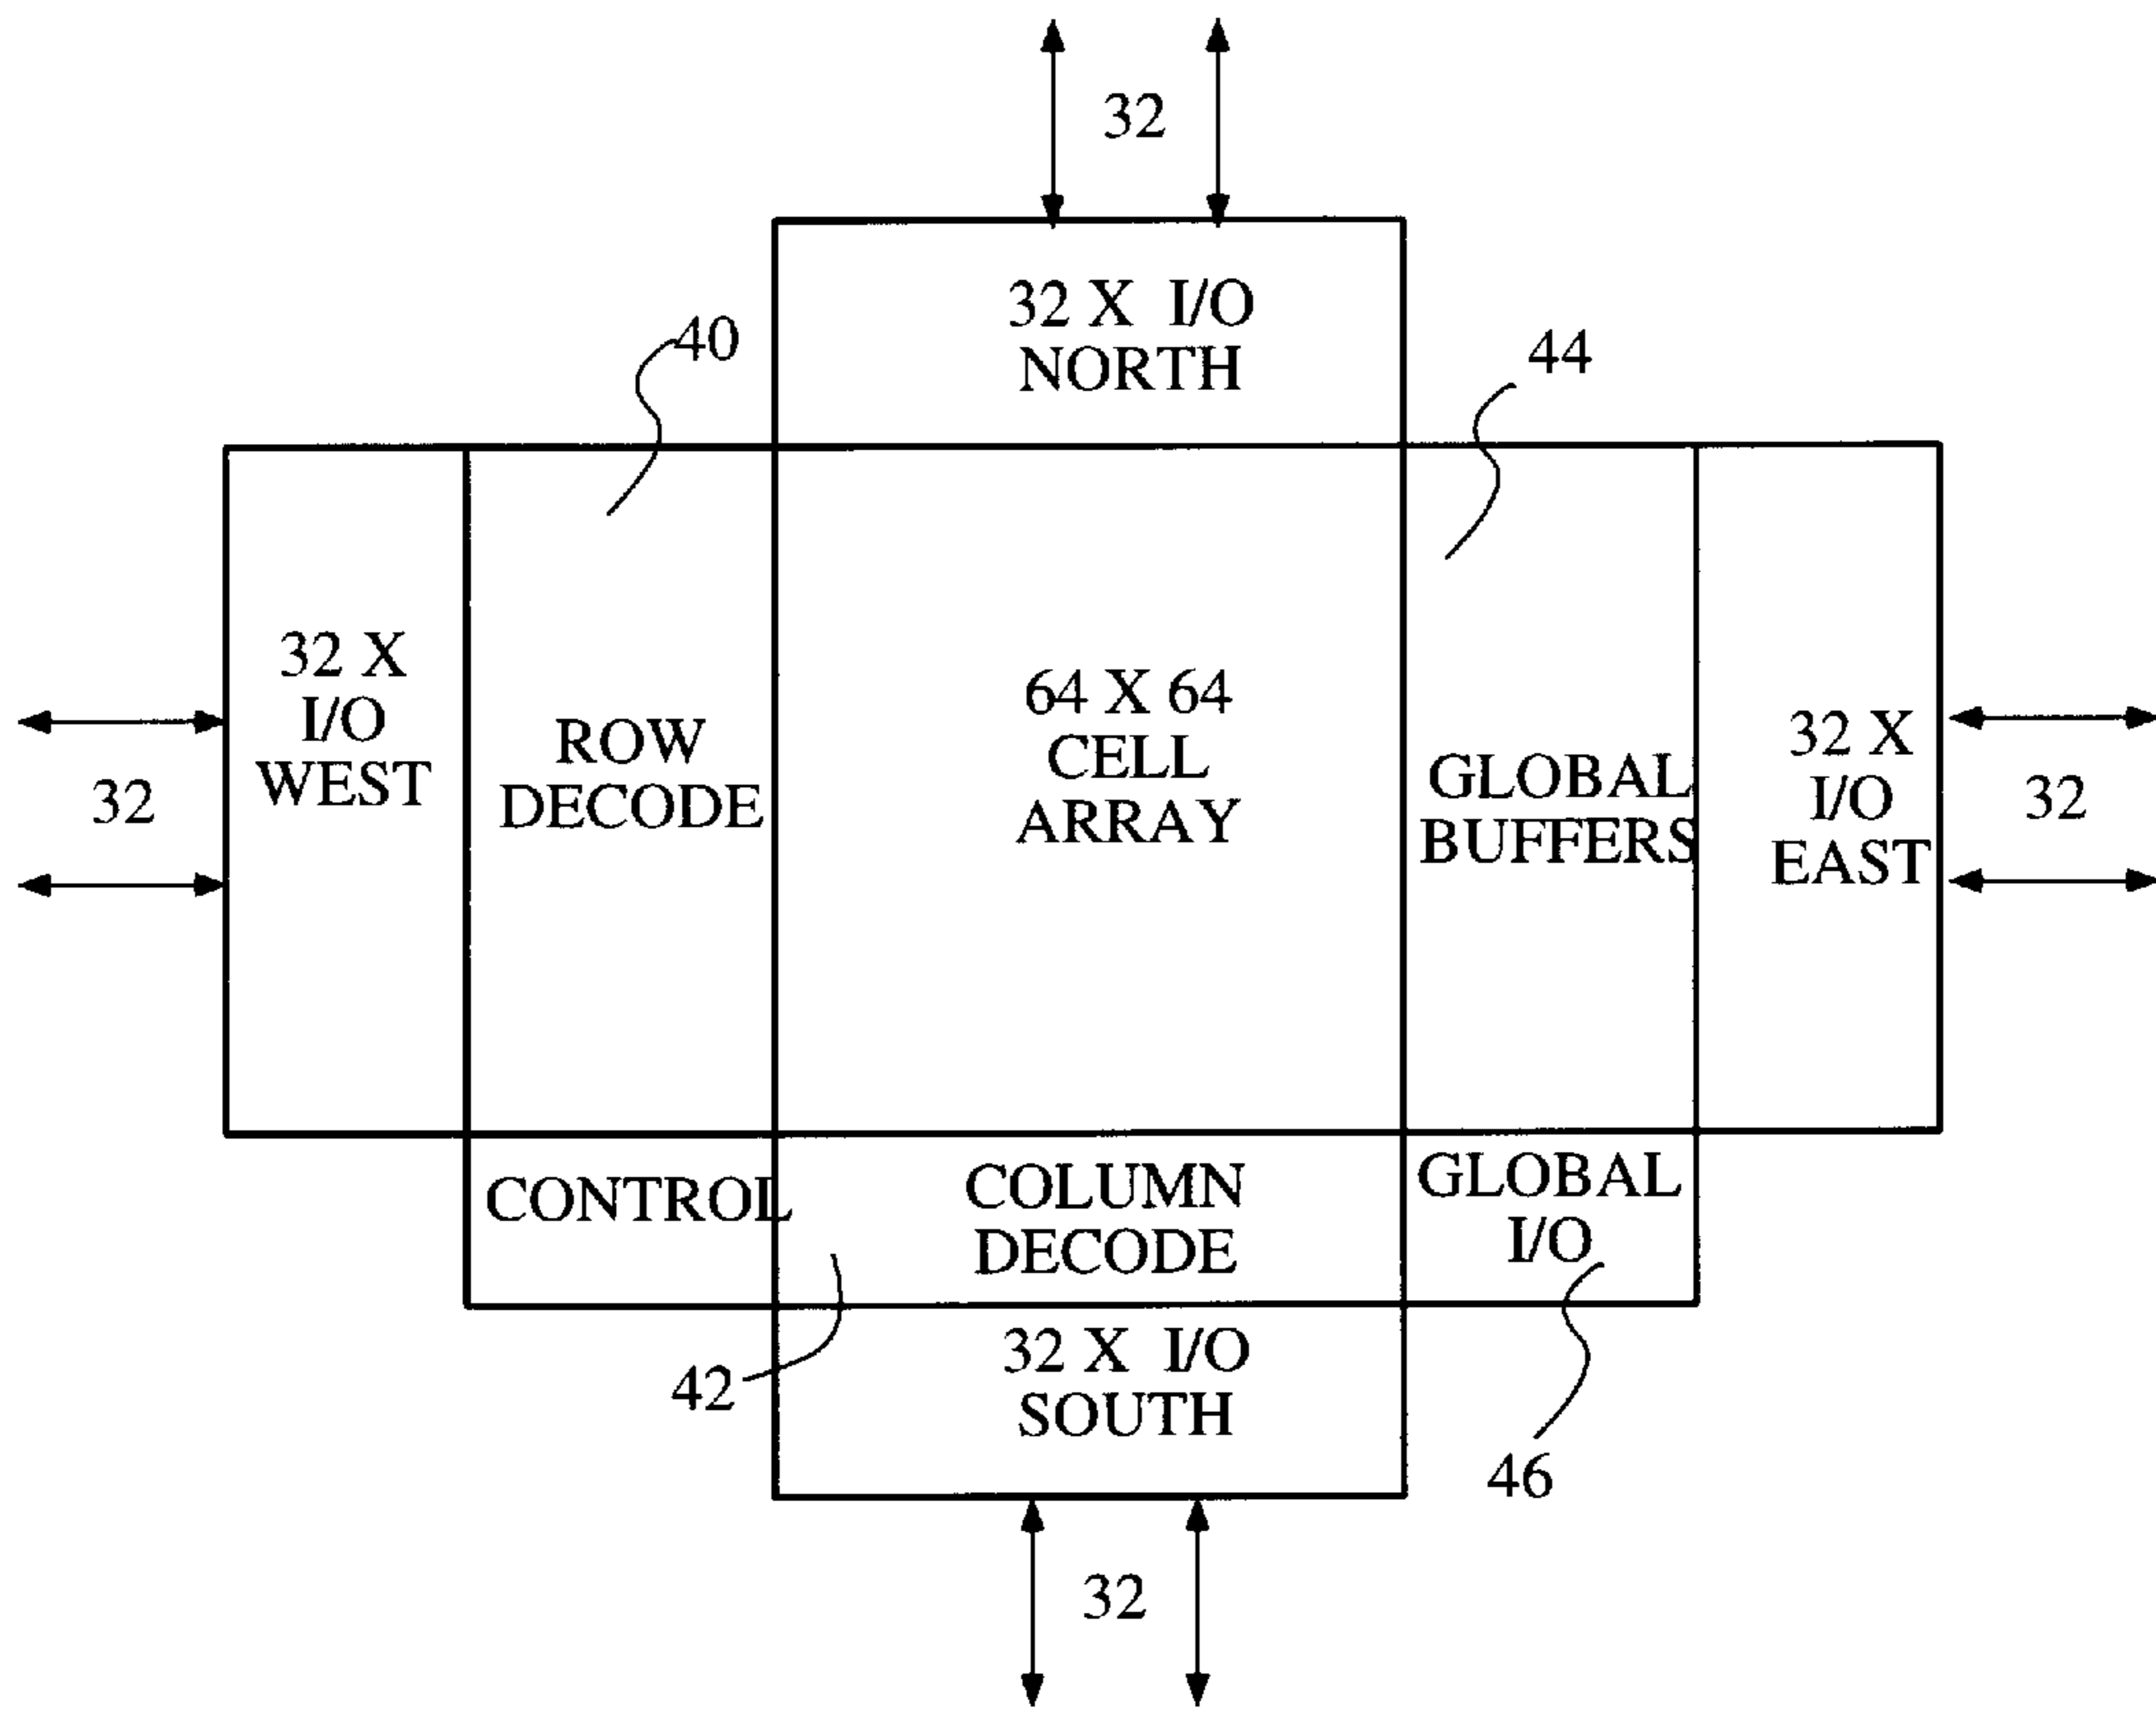 32
32 X I/O
NORTH
40
44
32 X
I/O
WEST
32
ROW
DECODE
64 X 64
CELL
ARRAY
GLOBAL
BUFFERS
32 X
I/O
EAST
32
CONTROL
COLUMN
DECODE
GLOBAL
I/O
42
32 X I/O
SOUTH
46
32